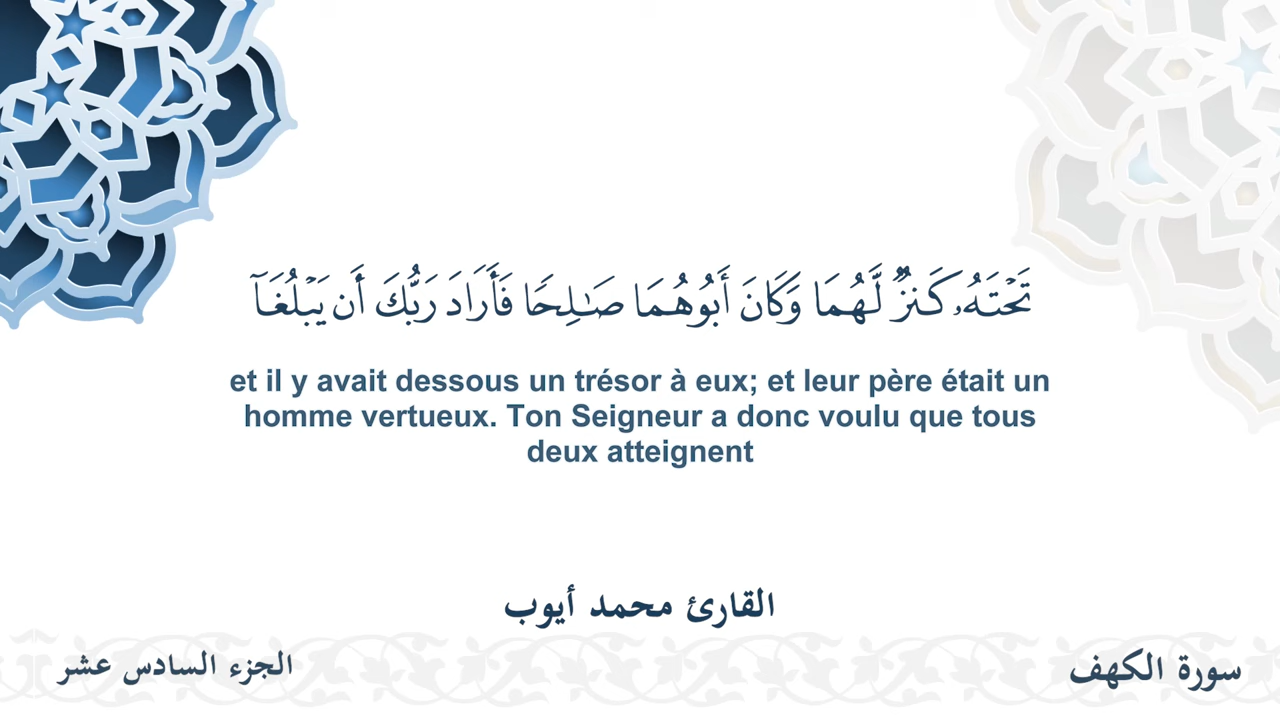 تَحْتَهُۥ كَنزٌ لَّهُمَا وَكَانَ أَبُوهُمَا صَـٰلِحًا فَأَرَادَ رَبُّكَ أَن يَبْلُغَآ
et il y avait dessous un trésor à eux; et leur père était un
homme vertueux. Ton Seigneur a donc voulu que tous
deux atteignent
القارئ محمد أيوب
سورة الكهف
الجزء السادس عشر